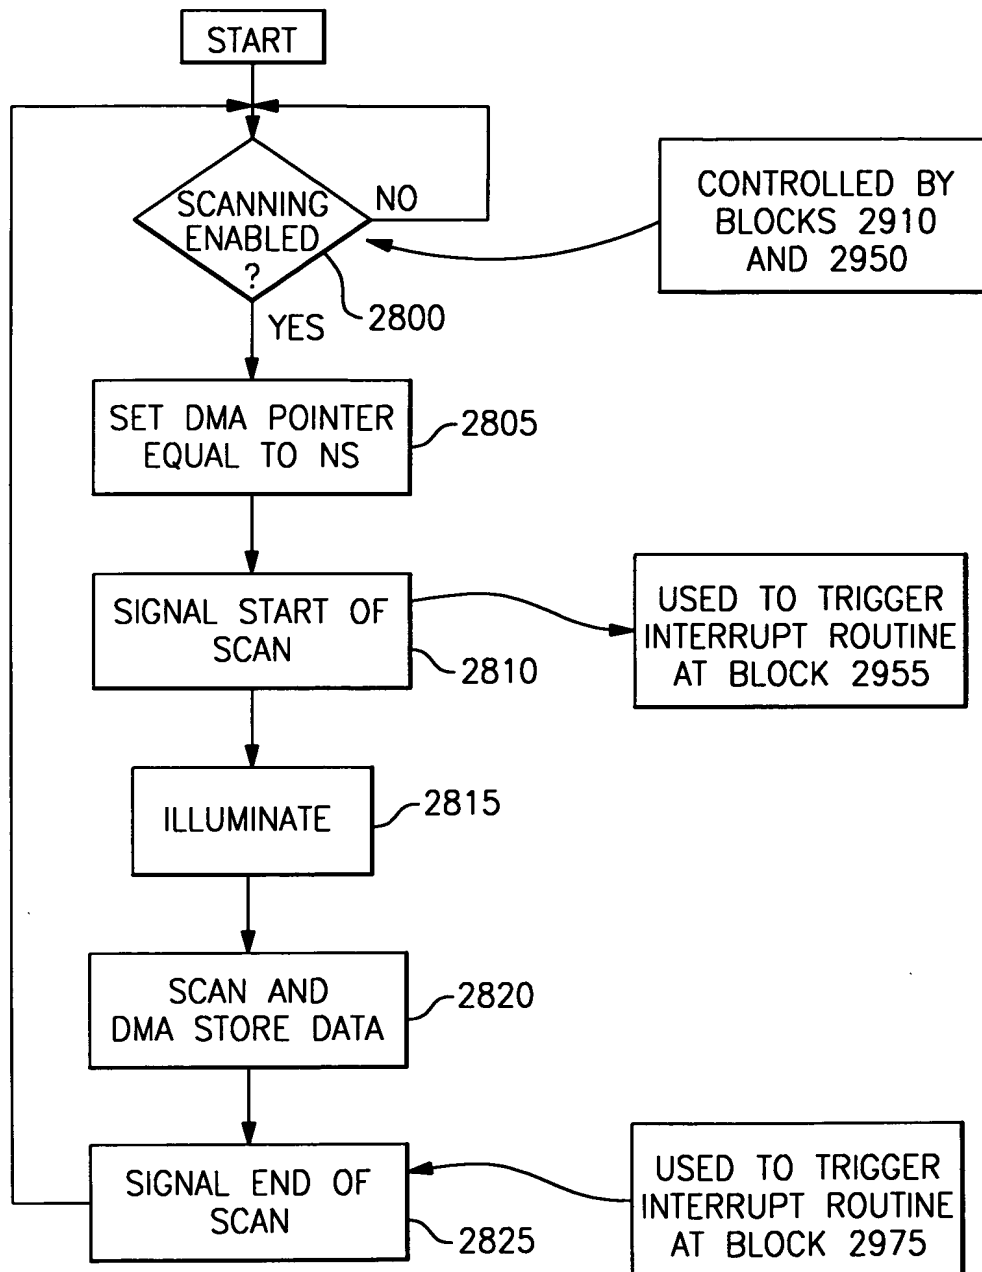 START
SCANNING
ENABLED
?
NO
2800
YES
CONTROLLED BY
BLOCKS 2910
AND 2950
SET DMA POINTER
EQUAL TO NS
2805
SIGNAL START OF
SCAN
2810
USED TO TRIGGER
INTERRUPT ROUTINE
AT BLOCK 2955
ILLUMINATE
2815
SCAN AND
DMA STORE DATA
2820
SIGNAL END OF
SCAN
2825
USED TO TRIGGER
INTERRUPT ROUTINE
AT BLOCK 2975